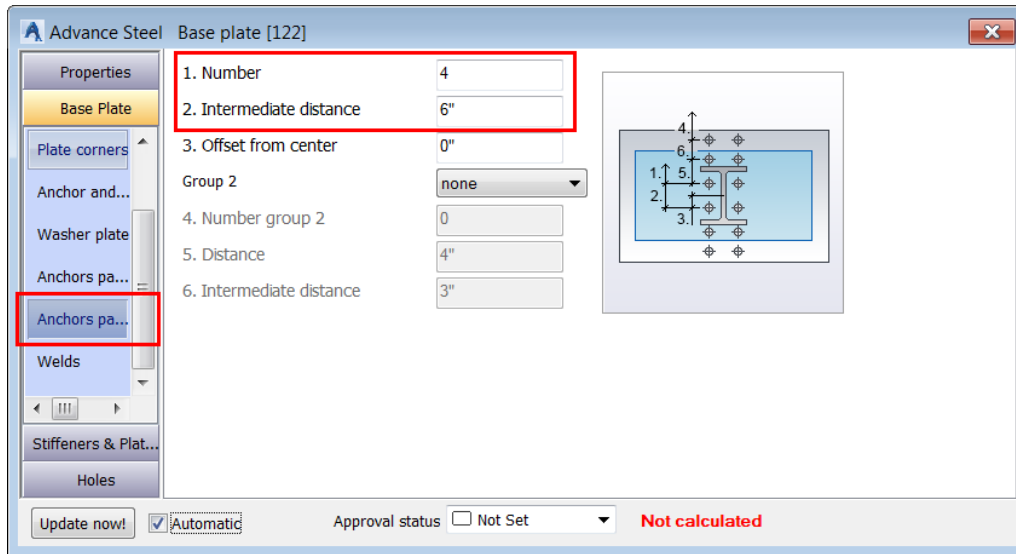 Advance Steel Base plate [122]
Properties
Base Plate
Plate corners
Anchor and...
Washer plate
Anchors pa...
Anchors pa...
Welds
Stiffeners & Plat...
Holes
1. Number 4
2. Intermediate distance 6"
3. Offset from center 0"
Group 2 none
4. Number group 2 0
5. Distance 4"
6. Intermediate distance 3"
4.
6.
1. 5.
2.
3.
Update now! Automatic Approval status Not Set Not calculated